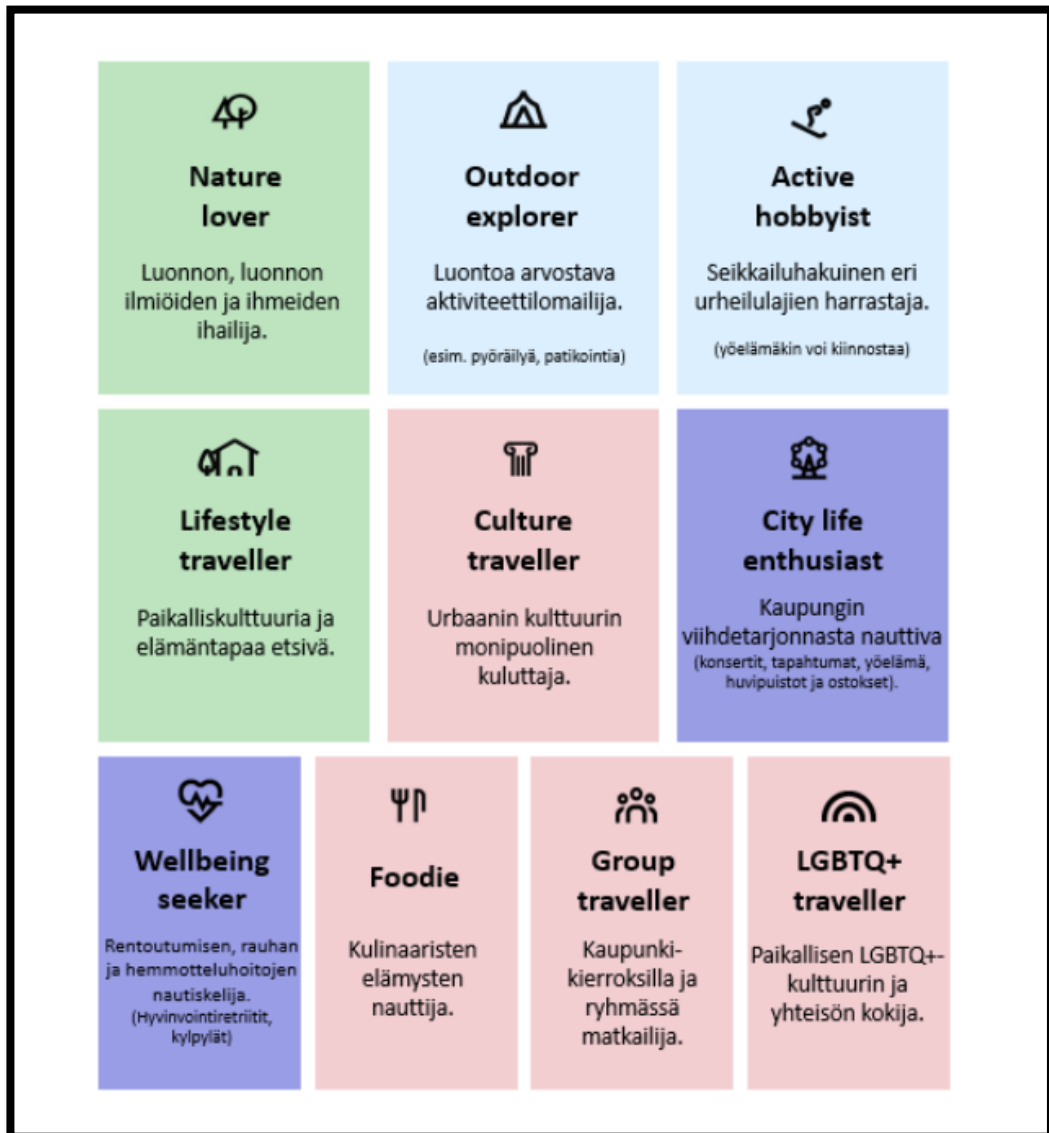 Nature
lover
Luonnon, luonnon
ilmiöiden ja ihmeiden
ihailija.
Outdoor
explorer
Luontoa arvostava
aktiviteettilomailija.
(esim. pyöräilyä, patikointia)
Active
hobbyist
Seikkailuhakuinen eri
urheilulajien harrastaja.
(yöelämäkin voi kiinnostaa)
Lifestyle
traveller
Paikalliskulttuuria ja
elämäntapaa etsivä.
Culture
traveller
Urbaanin kulttuurin
monipuolinen
kuluttaja.
City life
enthusiast
Kaupungin
viihdetarjonnasta nauttiva
(konsertit, tapahtumat, yöelämä,
huvipuistot ja ostokset).
Wellbeing
seeker
Rentoutumisen, rauhan
ja hemmotteluhoitojen
nautiskelija.
(Hyvinvointiretriitit,
kylpylät)
Foodie
Kulinaaristen
elämysten
nauttija.
Group
traveller
Kaupunki-
kierroksilla ja
ryhmässä
matkailija.
LGBTQ+
traveller
Paikallisen LGBTQ+-
kulttuurin ja
yhteisön kokija.